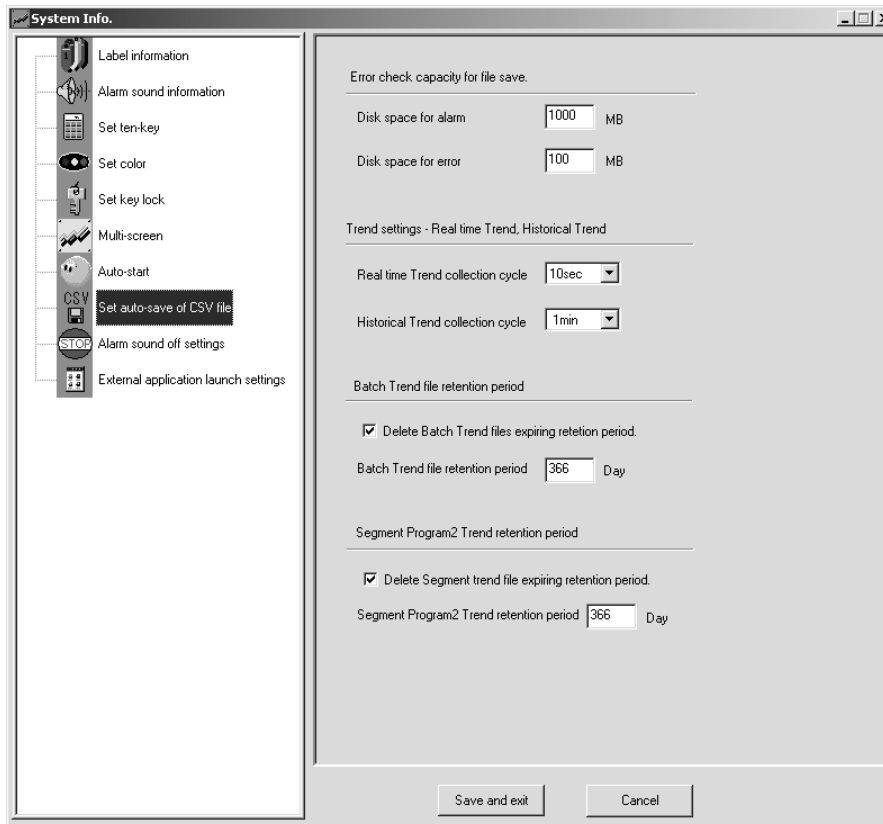 System Info.
Label information
Alarm sound information
Set ten-key
Set color
Set key lock
Multi-screen
Auto-start
CSV
Set auto-save of CSV file
STOP
Alarm sound off settings
External application launch settings
Error check capacity for file save.
Disk space for alarm 1000 MB
Disk space for error 100 MB
Trend settings - Real time Trend, Historical Trend
Real time Trend collection cycle 10sec
Historical Trend collection cycle 1min
Batch Trend file retention period
Delete Batch Trend files expiring retetion period.
Batch Trend file retention period 366 Day
Segment Program2 Trend retention period
Delete Segment trend file expiring retention period.
Segment Program2 Trend retention period 366 Day
Save and exit
Cancel